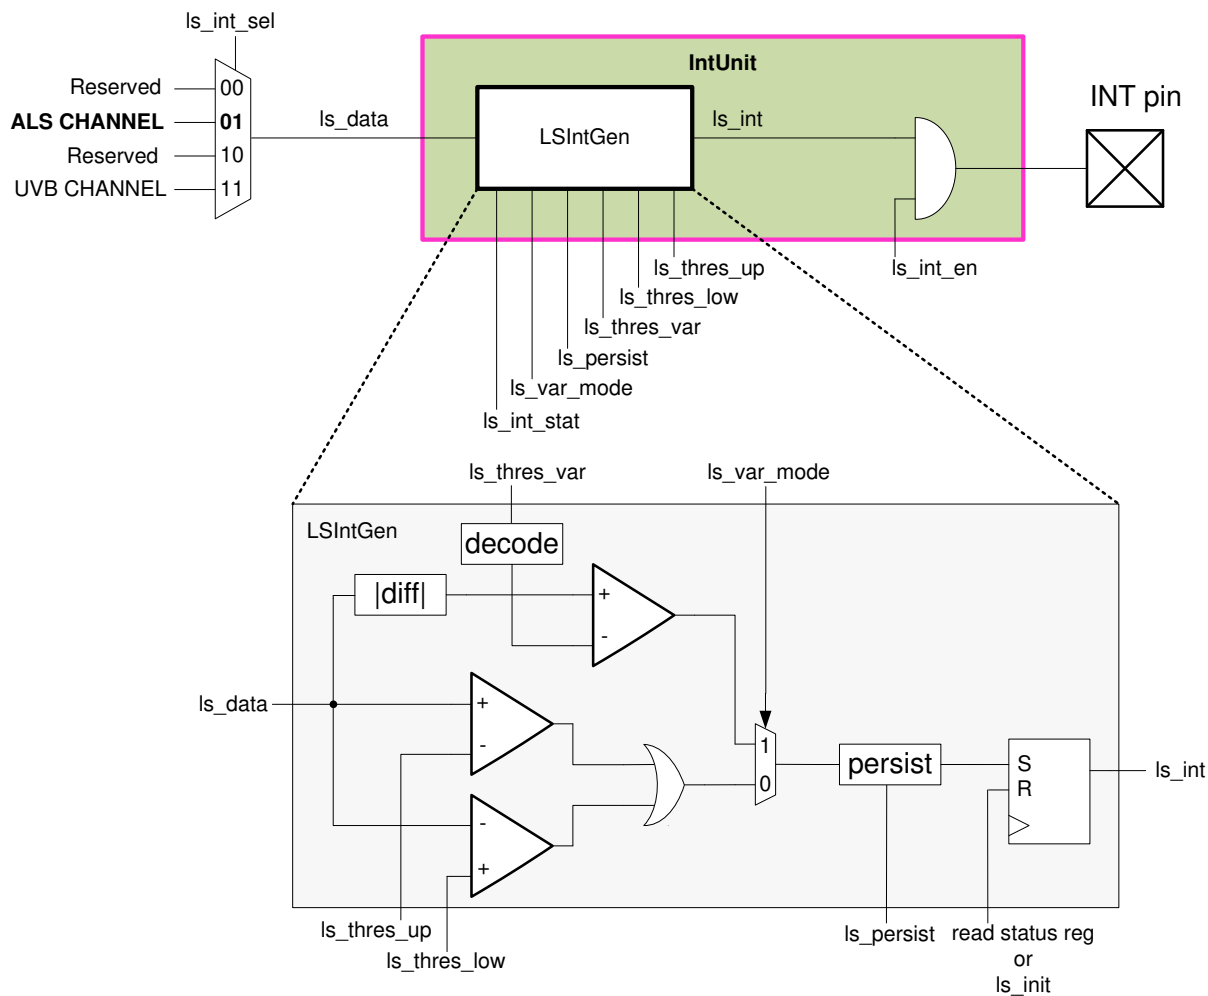 ls_int_sel
Reserved 00
ALS CHANNEL 01
Reserved 10
UVB CHANNEL 11
ls_data
IntUnit
LSIntGen
ls_int
INT pin
ls_int_en
ls_thres_up
ls_thres_low
ls_thres_var
ls_persist
ls_var_mode
ls_int_stat
ls_thres_var
ls_var_mode
LSIntGen
decode
|diff|
+
-
ls_data
+
-
-
+
1
0
persist
S
R
ls_int
ls_thres_up
ls_thres_low
ls_persist
read status reg
or
ls_init